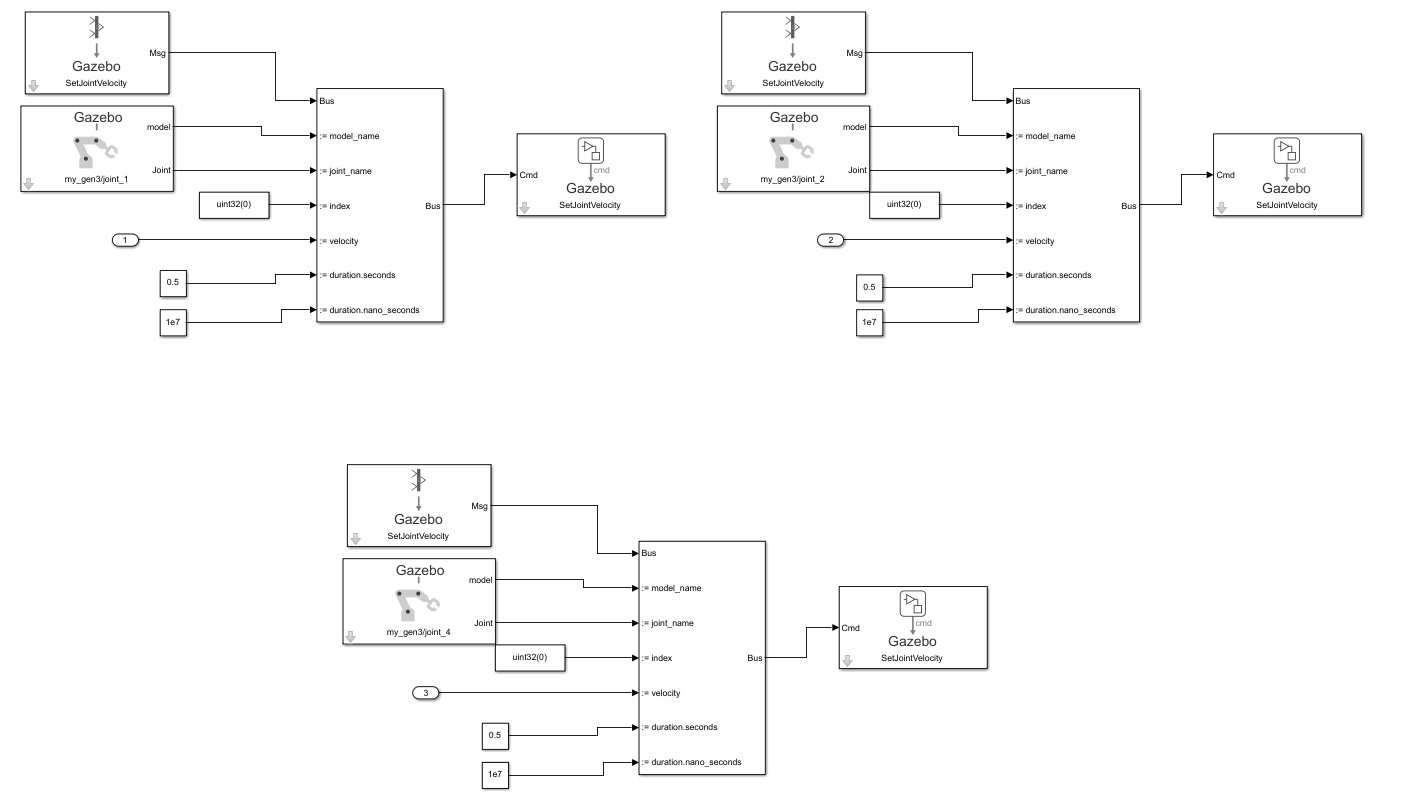 Msg
Gazebo
SetJointVelocity
Gazebo
model
Joint
my_gen3/joint_1
uint32(0)
1
0.5
1e7
Bus
:= model_name
:= joint_name
:= index
Bus
:= velocity
:= duration.seconds
:= duration.nano_seconds
Cmd
cmd
Gazebo
SetJointVelocity
Msg
Gazebo
SetJointVelocity
Gazebo
model
Joint
my_gen3/joint_2
uint32(0)
2
0.5
1e7
Bus
:= model_name
:= joint_name
:= index
Bus
:= velocity
:= duration.seconds
:= duration.nano_seconds
Cmd
cmd
Gazebo
SetJointVelocity
Msg
Gazebo
SetJointVelocity
Gazebo
model
Joint
my_gen3/joint_4
uint32(0)
3
0.5
1e7
Bus
:= model_name
:= joint_name
:= index
Bus
:= velocity
:= duration.seconds
:= duration.nano_seconds
Cmd
cmd
Gazebo
SetJointVelocity